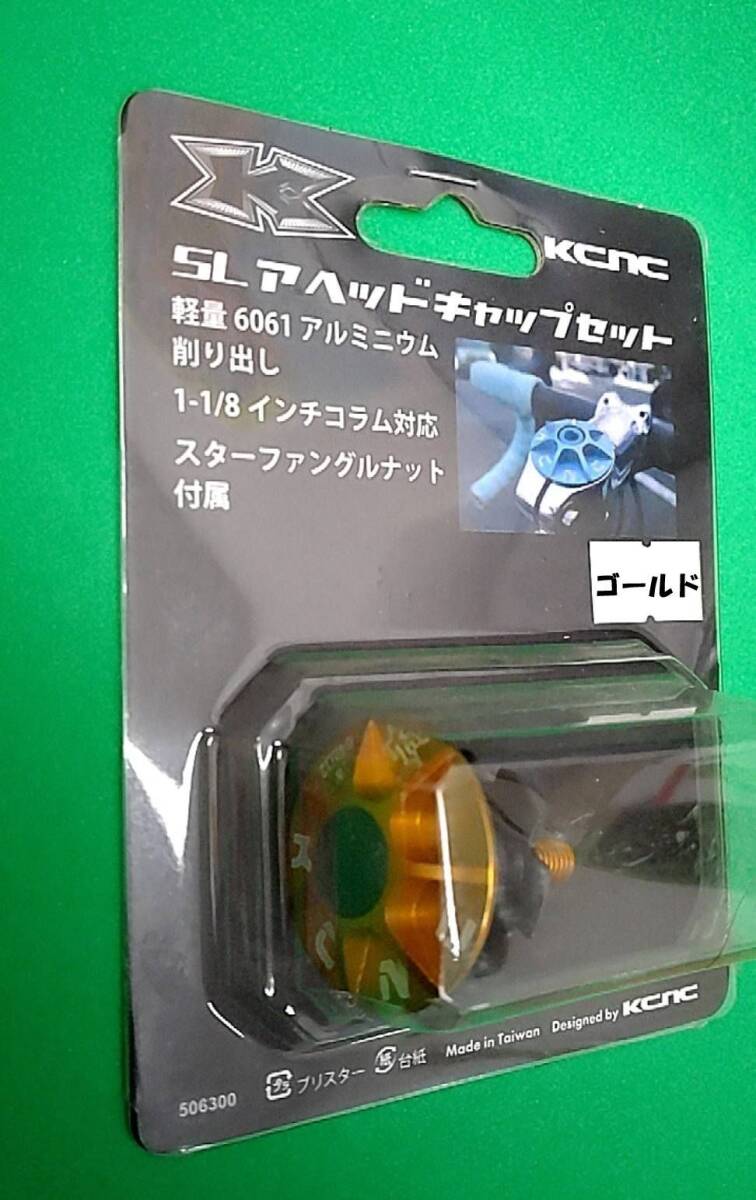 KCNC
SLアヘッドキャップセット
軽量 6061 アルミニウム
削り出し
1-1/8 インチコラム対応
スターファングルナット
付属
ゴールド
K C N C
506300
プラ
ブリスター
紙
台紙
Made in Taiwan
Designed by KCNC